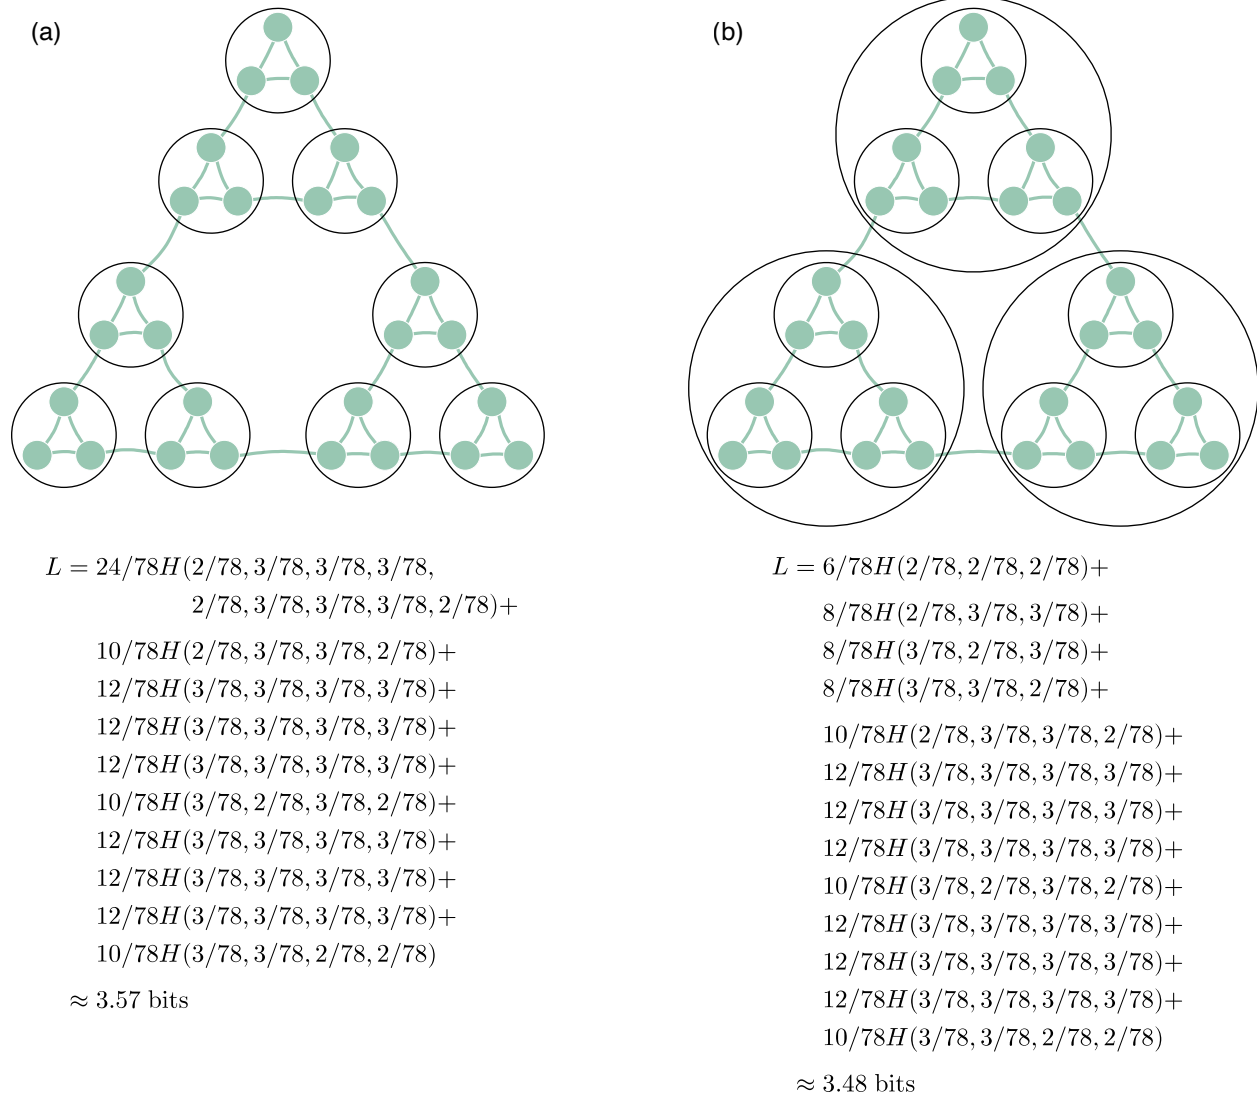 (a)
L = 24/78H(2/78, 3/78, 3/78, 3/78,
2/78, 3/78, 3/78, 3/78, 2/78)+
10/78H(2/78, 3/78, 3/78, 2/78)+
12/78H(3/78, 3/78, 3/78, 3/78)+
12/78H(3/78, 3/78, 3/78, 3/78)+
12/78H(3/78, 3/78, 3/78, 3/78)+
10/78H(3/78, 2/78, 3/78, 2/78)+
12/78H(3/78, 3/78, 3/78, 3/78)+
12/78H(3/78, 3/78, 3/78, 3/78)+
12/78H(3/78, 3/78, 3/78, 3/78)+
10/78H(3/78, 3/78, 2/78, 2/78)
≈ 3.57 bits
(b)
L = 6/78H(2/78, 2/78, 2/78)+
8/78H(2/78, 3/78, 3/78)+
8/78H(3/78, 2/78, 3/78)+
8/78H(3/78, 3/78, 2/78)+
10/78H(2/78, 3/78, 3/78, 2/78)+
12/78H(3/78, 3/78, 3/78, 3/78)+
12/78H(3/78, 3/78, 3/78, 3/78)+
12/78H(3/78, 3/78, 3/78, 3/78)+
10/78H(3/78, 2/78, 3/78, 2/78)+
12/78H(3/78, 3/78, 3/78, 3/78)+
12/78H(3/78, 3/78, 3/78, 3/78)+
12/78H(3/78, 3/78, 3/78, 3/78)+
10/78H(3/78, 3/78, 2/78, 2/78)
≈ 3.48 bits